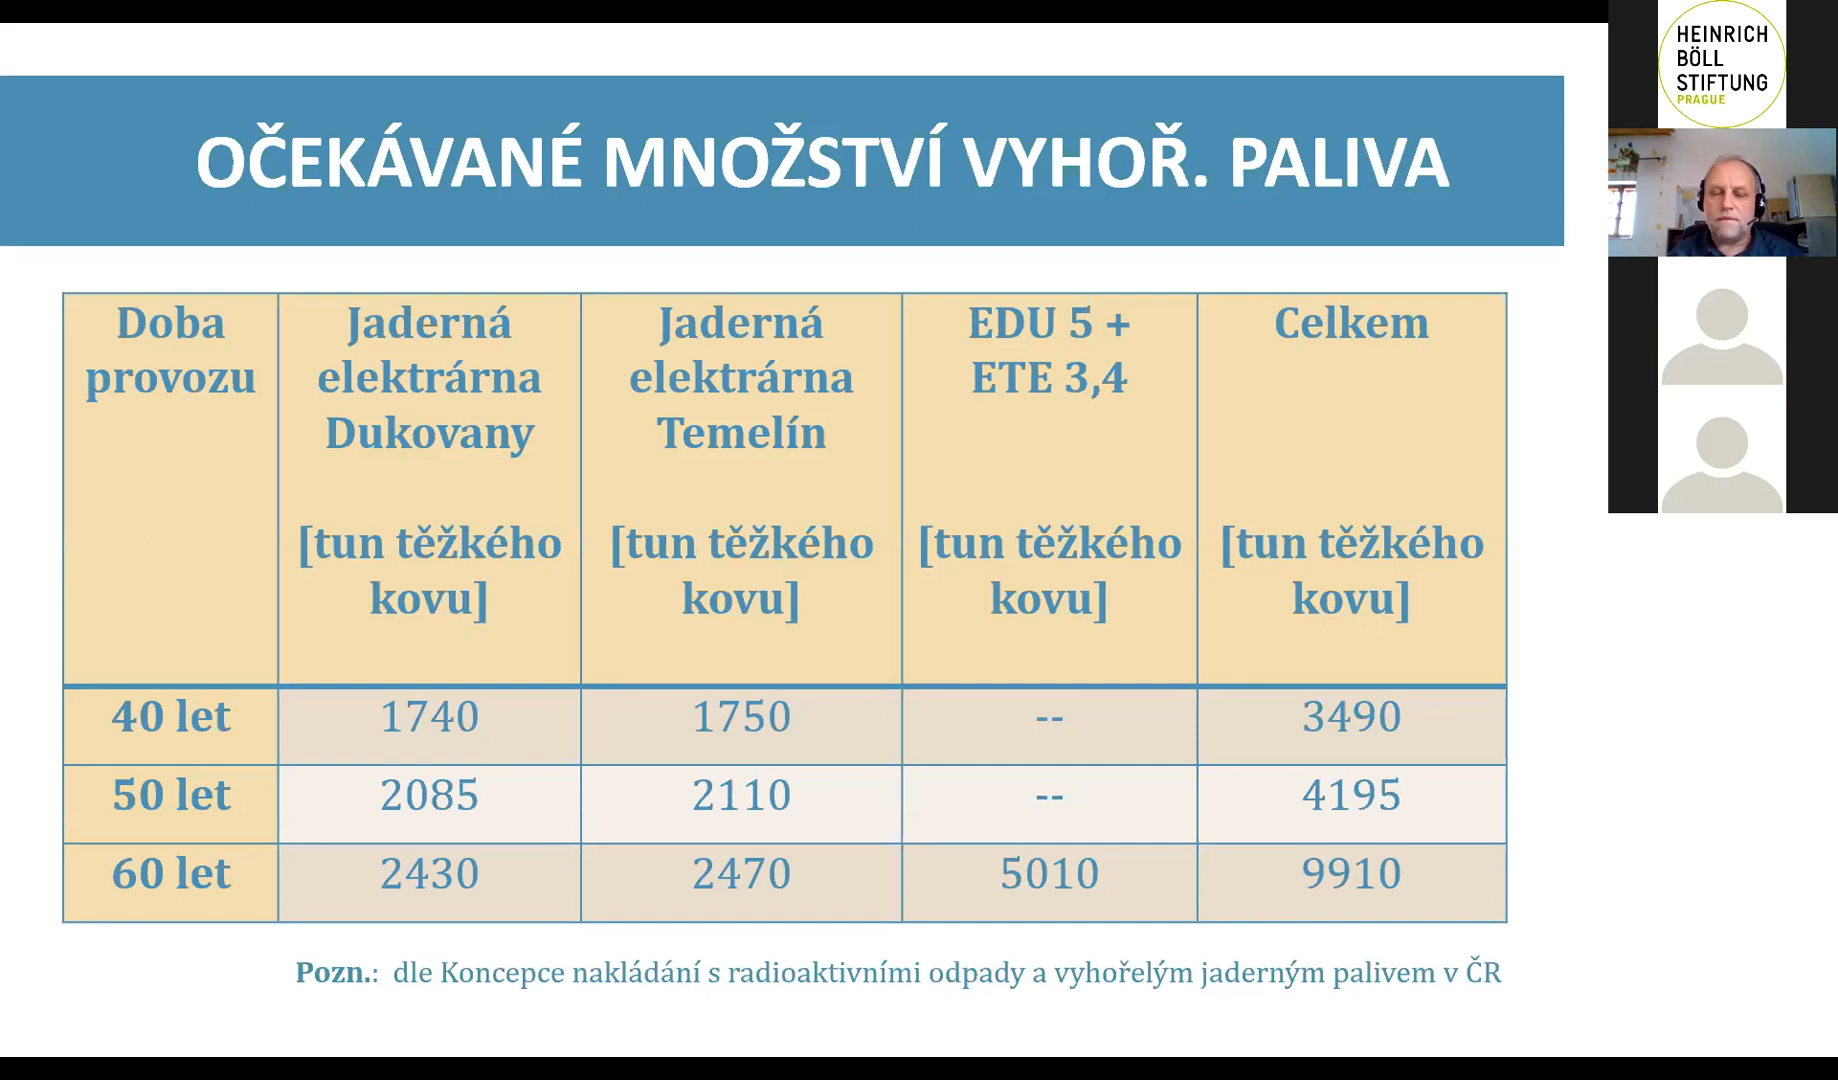 OČEKÁVANÉ MNOŽSTVÍ VYHOŘ. PALIVA
Doba
provozu
Jaderná
elektrárna
Dukovany
[tun těžkého
kovu]
Jaderná
elektrárna
Temelín
[tun těžkého
kovu]
EDU 5 +
ETE 3,4
[tun těžkého
kovu]
Celkem
[tun těžkého
kovu]
40 let 1740 1750 -- 3490
50 let 2085 2110 -- 4195
60 let 2430 2470 5010 9910
Pozn.: dle Koncepce nakládání s radioaktivními odpady a vyhořelým jaderným palivem v ČR
HEINRICH
BÖLL
STIFTUNG
PRAGUE